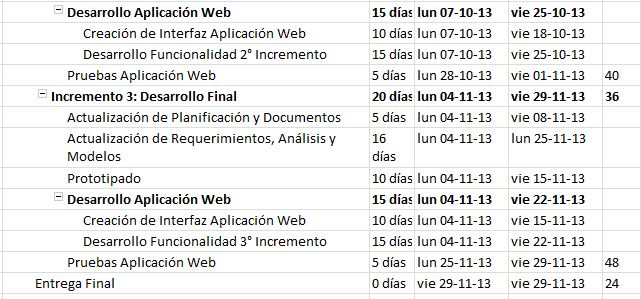 Desarrollo Aplicación Web 15 días lun 07-10-13 vie 25-10-13
Creación de Interfaz Aplicación Web 10 días lun 07-10-13 vie 18-10-13
Desarrollo Funcionalidad 2° Incremento 15 días lun 07-10-13 vie 25-10-13
Pruebas Aplicación Web 5 días lun 28-10-13 vie 01-11-13 40
Incremento 3: Desarrollo Final 20 días lun 04-11-13 vie 29-11-13 36
Actualización de Planificación y Documentos 5 días lun 04-11-13 vie 08-11-13
Actualización de Requerimientos, Análisis y 16 lun 04-11-13 lun 25-11-13
Modelos días
Prototipado 10 días lun 04-11-13 vie 15-11-13
Desarrollo Aplicación Web 15 días lun 04-11-13 vie 22-11-13
Creación de Interfaz Aplicación Web 10 días lun 04-11-13 vie 15-11-13
Desarrollo Funcionalidad 3° Incremento 15 días lun 04-11-13 vie 22-11-13
Pruebas Aplicación Web 5 días lun 25-11-13 vie 29-11-13 48
Entrega Final 0 días vie 29-11-13 vie 29-11-13 24